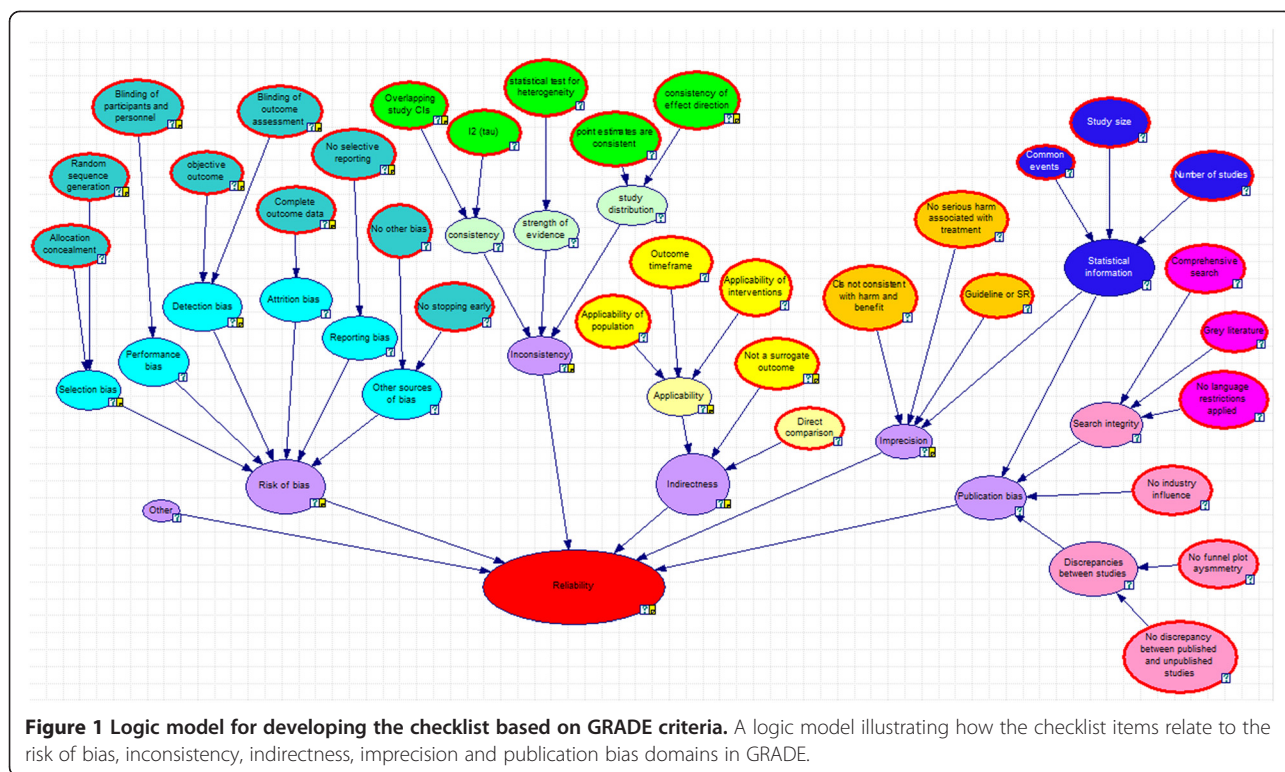 Blinding of
participants and
personnel
Blinding of
outcome
assessment
Overlapping
study CIs
statistical test for
heterogeneity
consistency of
effect direction
I2 (tau)
point estimates are
consistent
Study size
Common
events
Number of studies
Random
sequence
generation
objective
outcome
No selective
reporting
Complete
outcome data
Allocation
concealment
No other bias
consistency
strength of
evidence
study
distribution
No serious harm
associated with
treatment
Statistical
information
Comprehensive
search
Outcome
timeframe
Applicability of
interventions
CIs not consistent
with harm and
benefit
Guideline or SR
Detection bias
Attrition bias
No stopping early
Applicability of
population
Grey literature
Performance
bias
Reporting bias
Inconsistency
Not a surrogate
outcome
No language
restrictions
applied
Selection bias
Other sources
of bias
Applicability
Direct
comparison
Imprecision
Search integrity
Risk of bias
Indirectness
Publication bias
No industry
influence
Other
Reliability
Discrepancies
between studies
No funnel plot
aysmmetry
No discrepancy
between published
and unpublished
studies
Figure 1 Logic model for developing the checklist based on GRADE criteria. A logic model illustrating how the checklist items relate to the
risk of bias, inconsistency, indirectness, imprecision and publication bias domains in GRADE.